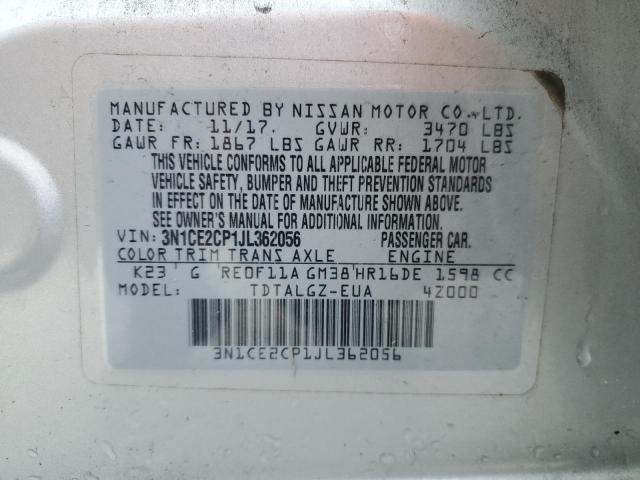 MANUFACTURED BY NISSAN MOTOR CO., LTD.
DATE: 11/17. GVWR: 3470 LBS
GAWR FR: 1867 LBS GAWR RR: 1704 LBS
THIS VEHICLE CONFORMS TO ALL APPLICABLE FEDERAL MOTOR
VEHICLE SAFETY, BUMPER AND THEFT PREVENTION STANDARDS
IN EFFECT ON THE DATE OF MANUFACTURE SHOWN ABOVE.
SEE OWNER'S MANUAL FOR ADDITIONAL INFORMATION.
VIN: 3N1CE2CP1JL362056 PASSENGER CAR.
COLOR TRIM TRANS AXLE ENGINE
K23 G RE0F11A GM38 HR16DE 1598 CC
MODEL: TDTALGZ-EUA 4Z000
3N1CE2CP1JL362056